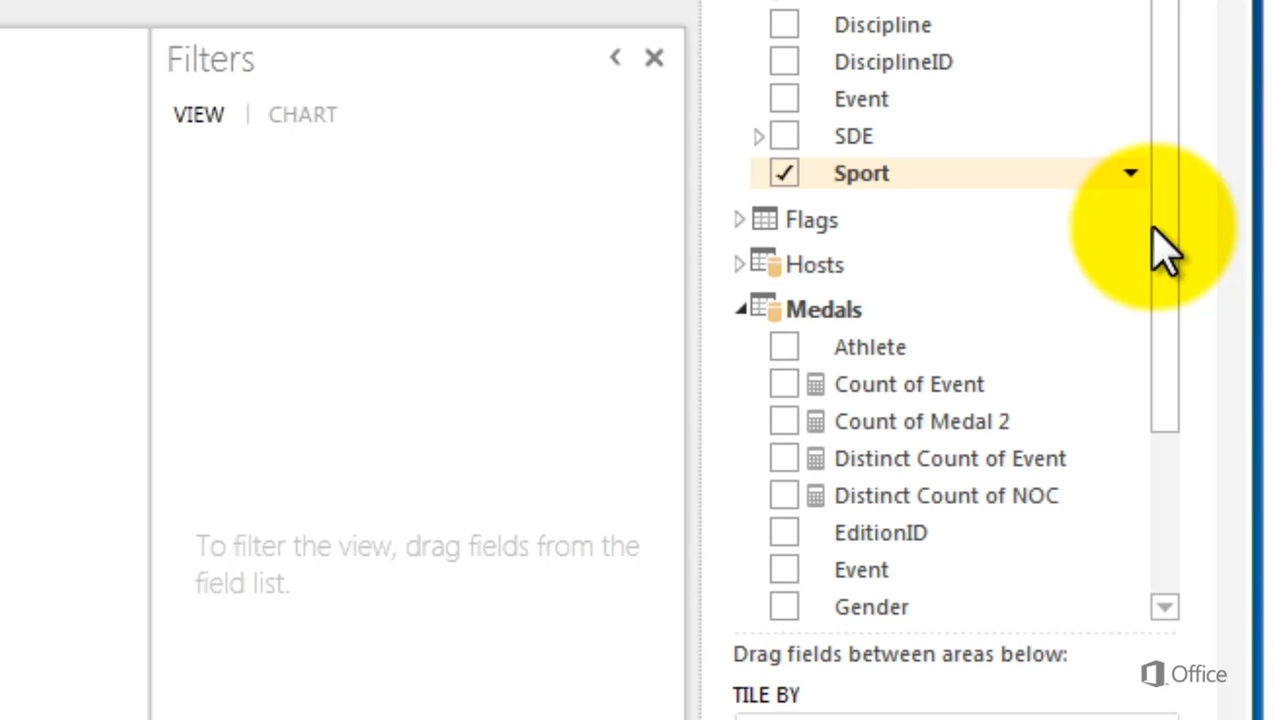 Filters
VIEW | CHART
To filter the view, drag fields from the
field list.
Discipline
DisciplineID
Event
SDE
Sport
Flags
Hosts
Medals
Athlete
Count of Event
Count of Medal 2
Distinct Count of Event
Distinct Count of NOC
EditionID
Event
Gender
Drag fields between areas below:
TILE BY
Office